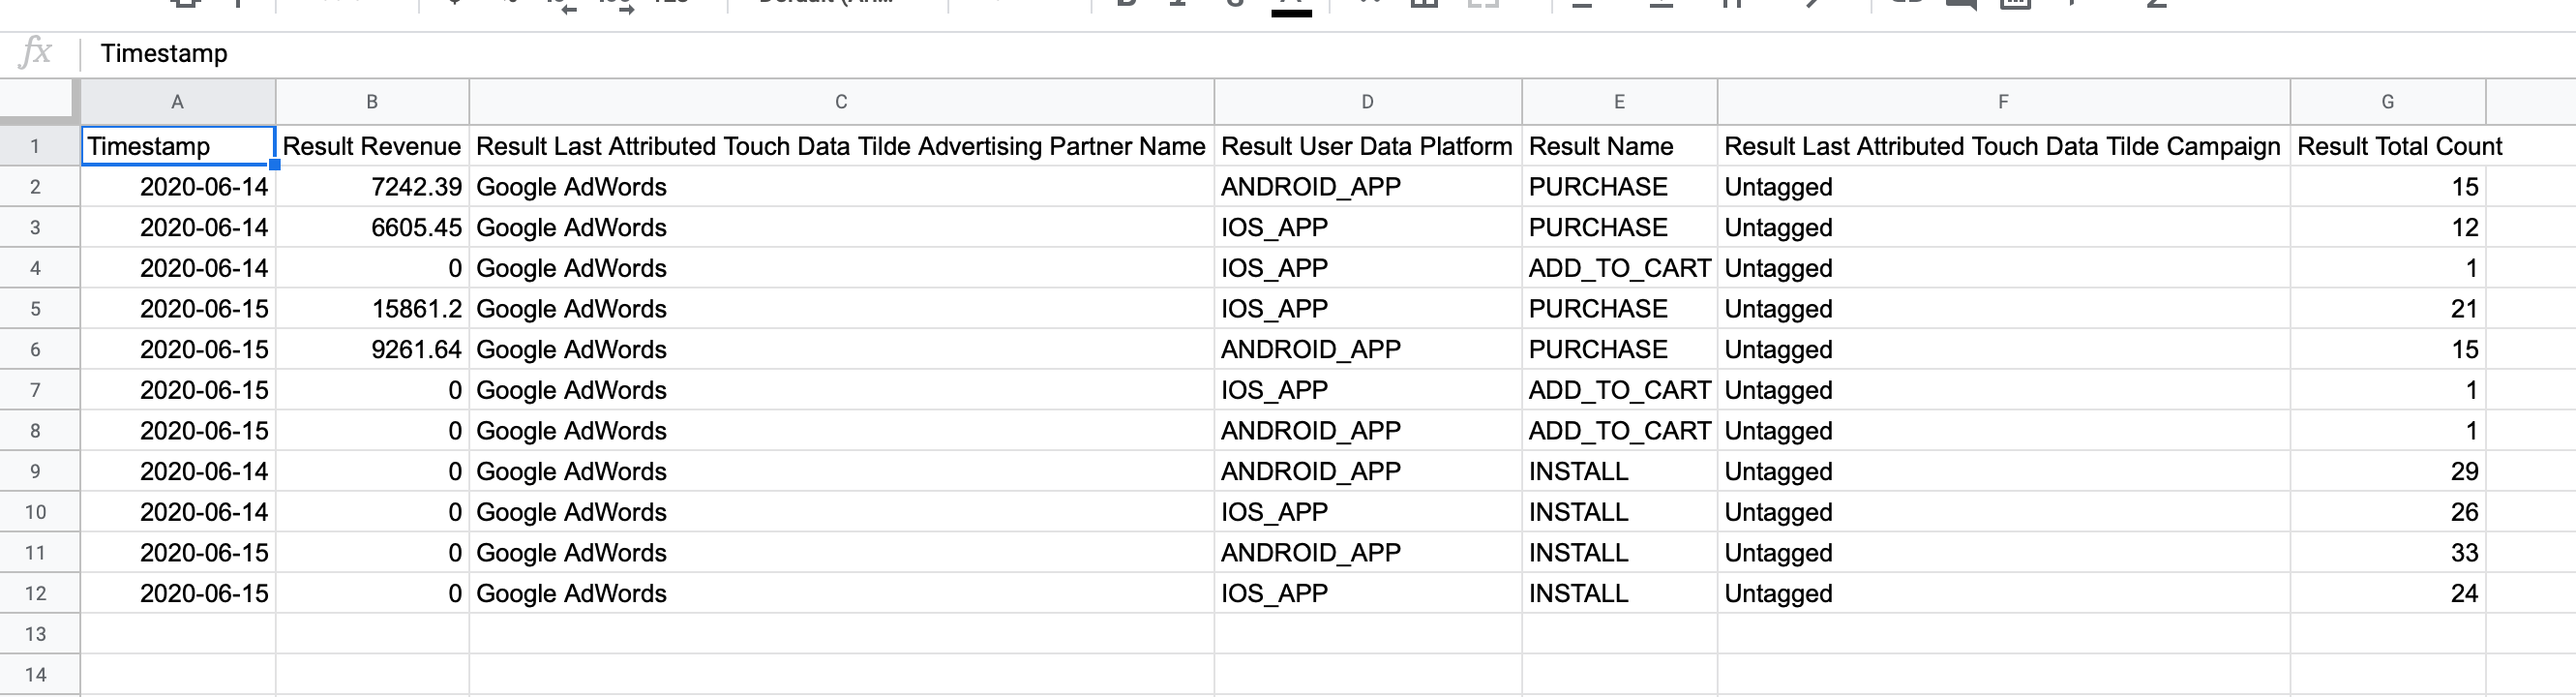 fx Timestamp
A B C D E F G
1 Timestamp Result Revenue Result Last Attributed Touch Data Tilde Advertising Partner Name Result User Data Platform Result Name Result Last Attributed Touch Data Tilde Campaign Result Total Count
2 2020-06-14 7242.39 Google AdWords ANDROID_APP PURCHASE Untagged 15
3 2020-06-14 6605.45 Google AdWords IOS_APP PURCHASE Untagged 12
4 2020-06-14 0 Google AdWords IOS_APP ADD_TO_CART Untagged 1
5 2020-06-15 15861.2 Google AdWords IOS_APP PURCHASE Untagged 21
6 2020-06-15 9261.64 Google AdWords ANDROID_APP PURCHASE Untagged 15
7 2020-06-15 0 Google AdWords IOS_APP ADD_TO_CART Untagged 1
8 2020-06-15 0 Google AdWords ANDROID_APP ADD_TO_CART Untagged 1
9 2020-06-14 0 Google AdWords ANDROID_APP INSTALL Untagged 29
10 2020-06-14 0 Google AdWords IOS_APP INSTALL Untagged 26
11 2020-06-15 0 Google AdWords ANDROID_APP INSTALL Untagged 33
12 2020-06-15 0 Google AdWords IOS_APP INSTALL Untagged 24
13
14